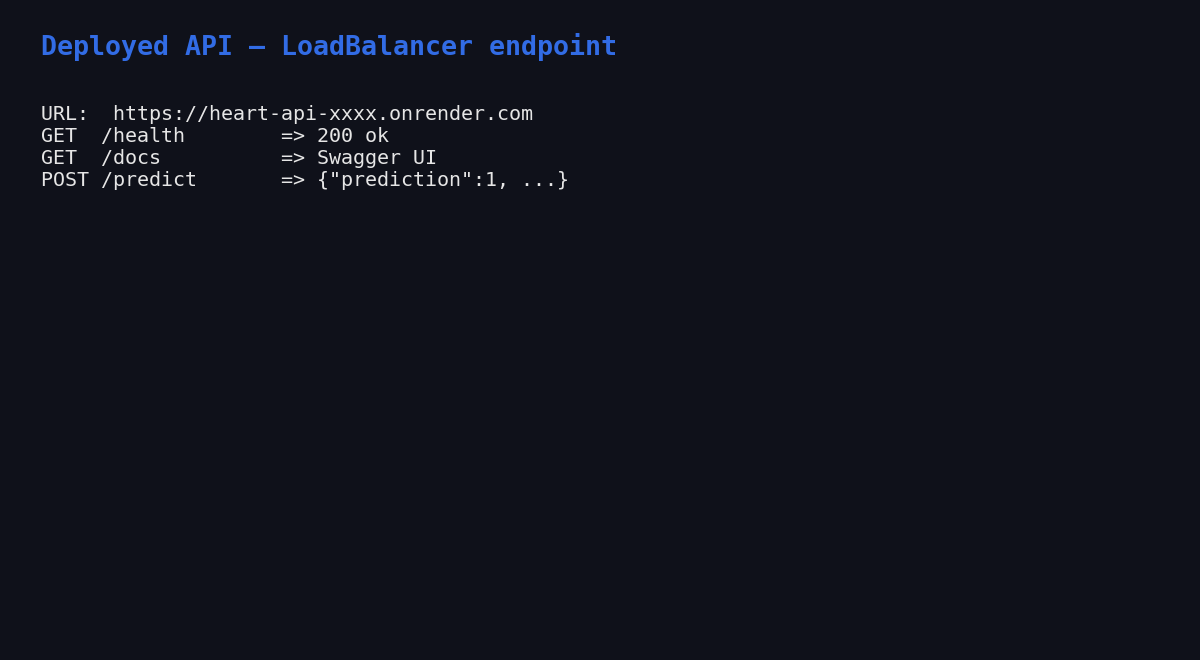 Deployed API — LoadBalancer endpoint
URL:  https://heart-api-xxxx.onrender.com
GET  /health        => 200 ok
GET  /docs          => Swagger UI
POST /predict       => {"prediction":1, ...}